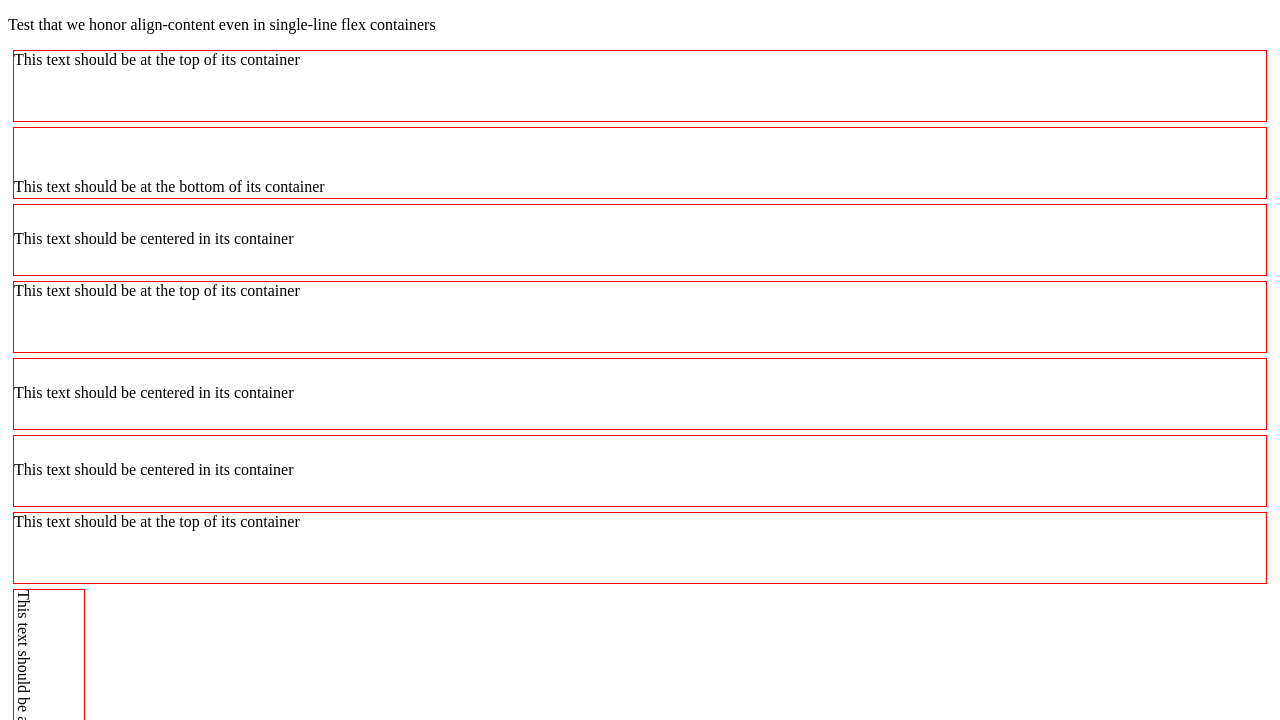 Test that we honor align-content even in single-line flex containers
This text should be at the top of its container
This text should be at the bottom of its container
This text should be centered in its container
This text should be at the top of its container
This text should be centered in its container
This text should be centered in its container
This text should be at the top of its container
This text should be